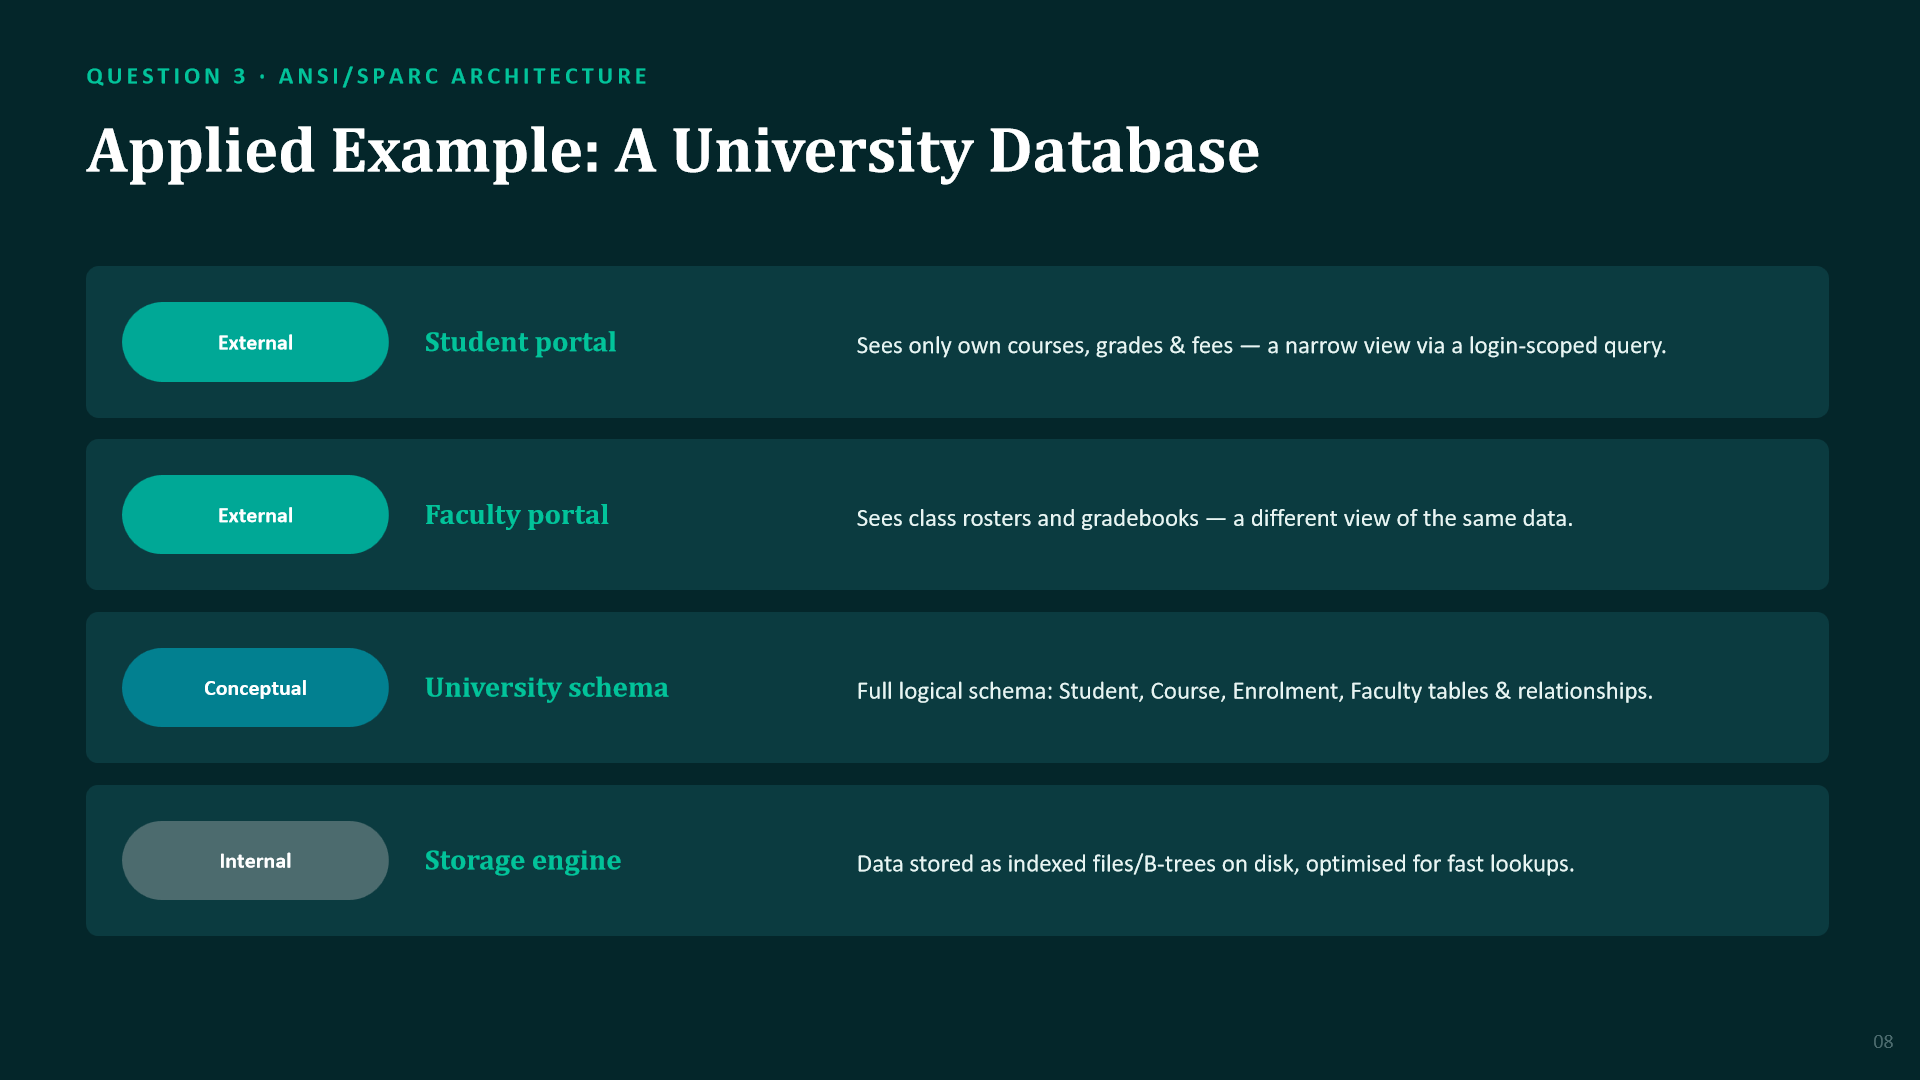 QUESTION 3 · ANSI/SPARC ARCHITECTURE
Applied Example: A University Database
External
Student portal
Sees only own courses, grades & fees — a narrow view via a login-scoped query.
External
Faculty portal
Sees class rosters and gradebooks — a different view of the same data.
Conceptual
University schema
Full logical schema: Student, Course, Enrolment, Faculty tables & relationships.
Internal
Storage engine
Data stored as indexed files/B-trees on disk, optimised for fast lookups.
08